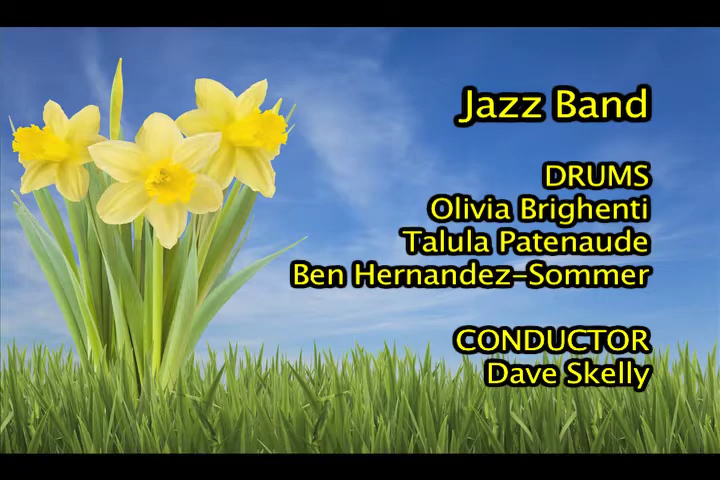 Jazz Band
DRUMS
Olivia Brighenti
Talula Patenaude
Ben Hernandez-Sommer
CONDUCTOR
Dave Skelly